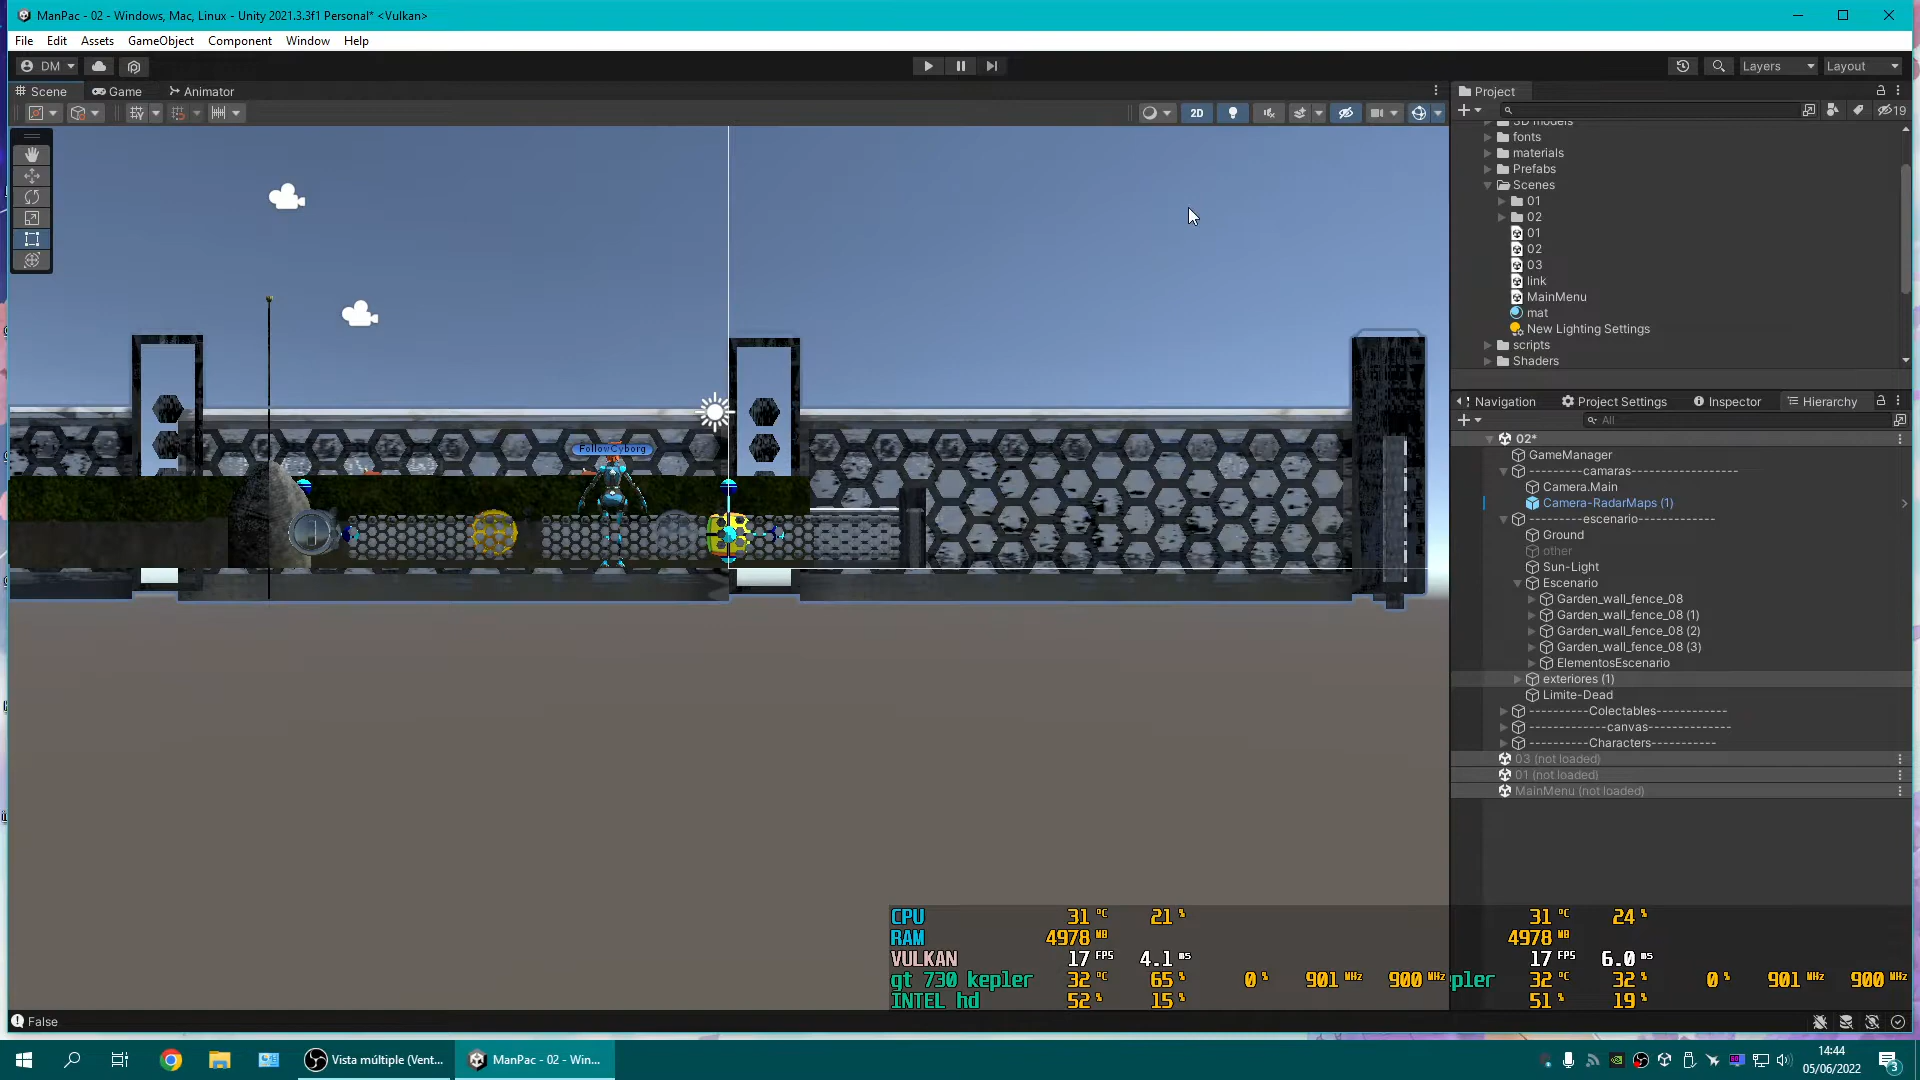 ManPac - 02 - Windows, Mac, Linux - Unity 2021.3.3f1 Personal* <Vulkan>
File Edit Assets GameObject Component Window Help
DM
Layers
Layout
Scene
Game
Animator
2D
FollowCyborg
Project
19
3D models
fonts
materials
Prefabs
Scenes
01
02
01
02
03
link
MainMenu
mat
New Lighting Settings
scripts
Shaders
Navigation
Project Settings
Inspector
Hierarchy
All
02*
GameManager
---------camaras-----------------
Camera.Main
Camera-RadarMaps (1)
---------escenario------------
Ground
other
Sun-Light
Escenario
Garden_wall_fence_08
Garden_wall_fence_08 (1)
Garden_wall_fence_08 (2)
Garden_wall_fence_08 (3)
ElementosEscenario
exteriores (1)
Limite-Dead
----------Colectables------------
-------------canvas--------------
----------Characters-----------
03 (not loaded)
01 (not loaded)
MainMenu (not loaded)
CPU 31 °C 21 %
RAM 4978 MB
VULKAN 17 FPS 4.1 ms
gt 730 kepler 32 °C 65 % 0 % 901 MHz 900 MHz
INTEL hd 52 % 15 %
31 °C 24 %
4978 MB
17 FPS 6.0 ms
pler 32 °C 32 % 0 % 901 MHz 900 MHz
51 % 19 %
False
Vista múltiple (Vent...
ManPac - 02 - Win...
14:44
05/06/2022
3